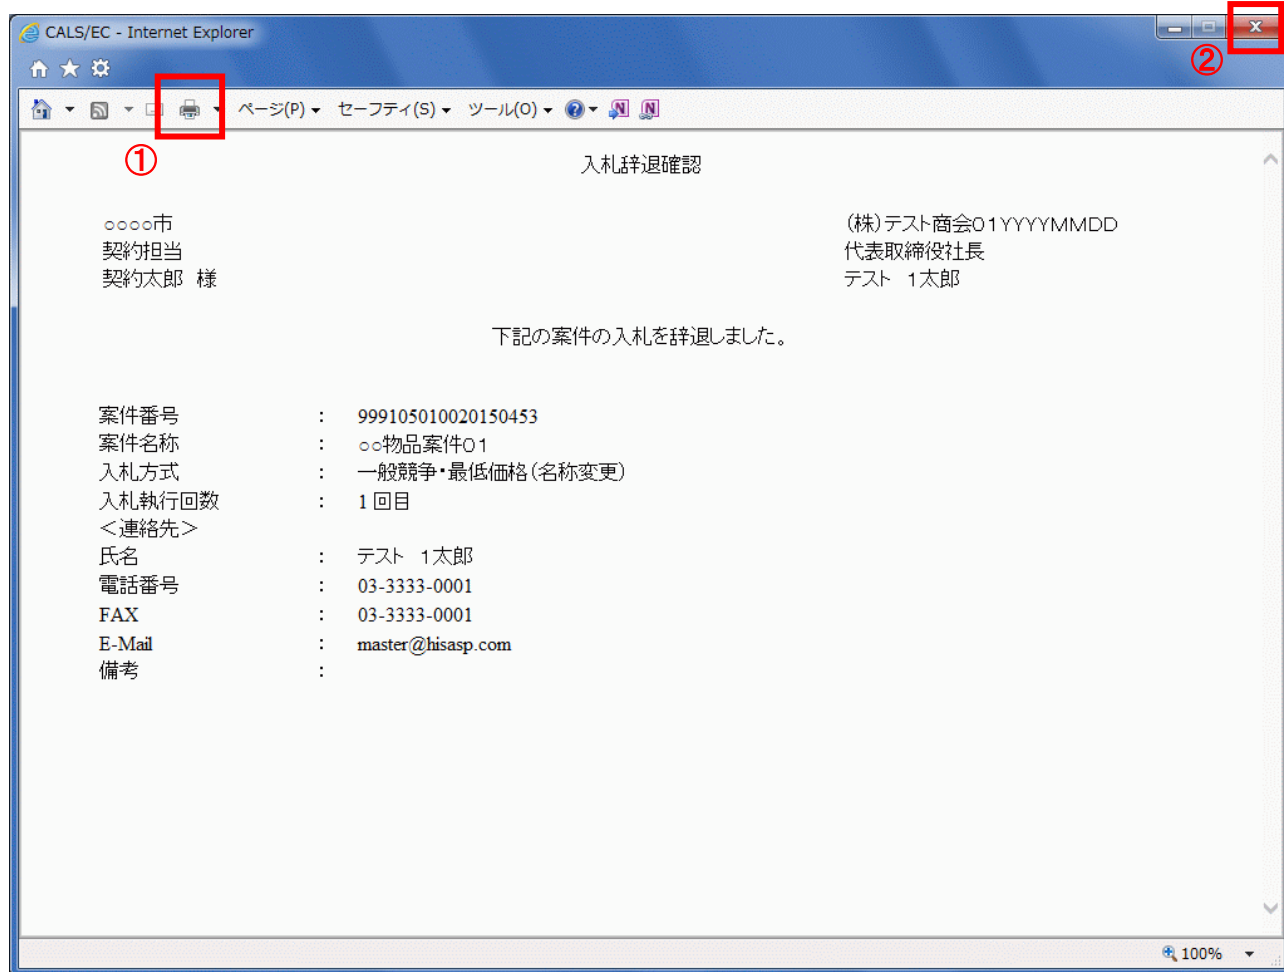 CALS/EC - Internet Explorer
②
ページ(P) セーフティ(S) ツール(O)
①
入札辞退確認
○○○○市 (株)テスト商会01YYYYMMDD
契約担当 代表取締役社長
契約太郎 様 テスト 1太郎
下記の案件の入札を辞退しました。
案件番号 : 999105010020150453
案件名称 : ○○物品案件01
入札方式 : 一般競争・最低価格(名称変更)
入札執行回数 : 1回目
<連絡先>
氏名 : テスト 1太郎
電話番号 : 03-3333-0001
FAX : 03-3333-0001
E-Mail : master@hisasp.com
備考 :
100%